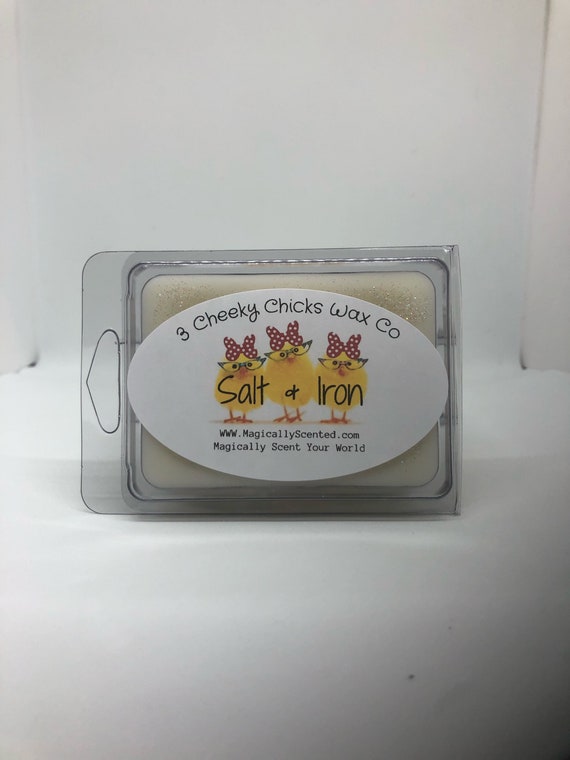 3 Cheeky Chicks Wax Co
Salt & Iron
WWW.MagicallyScented.com
Magically Scent Your World